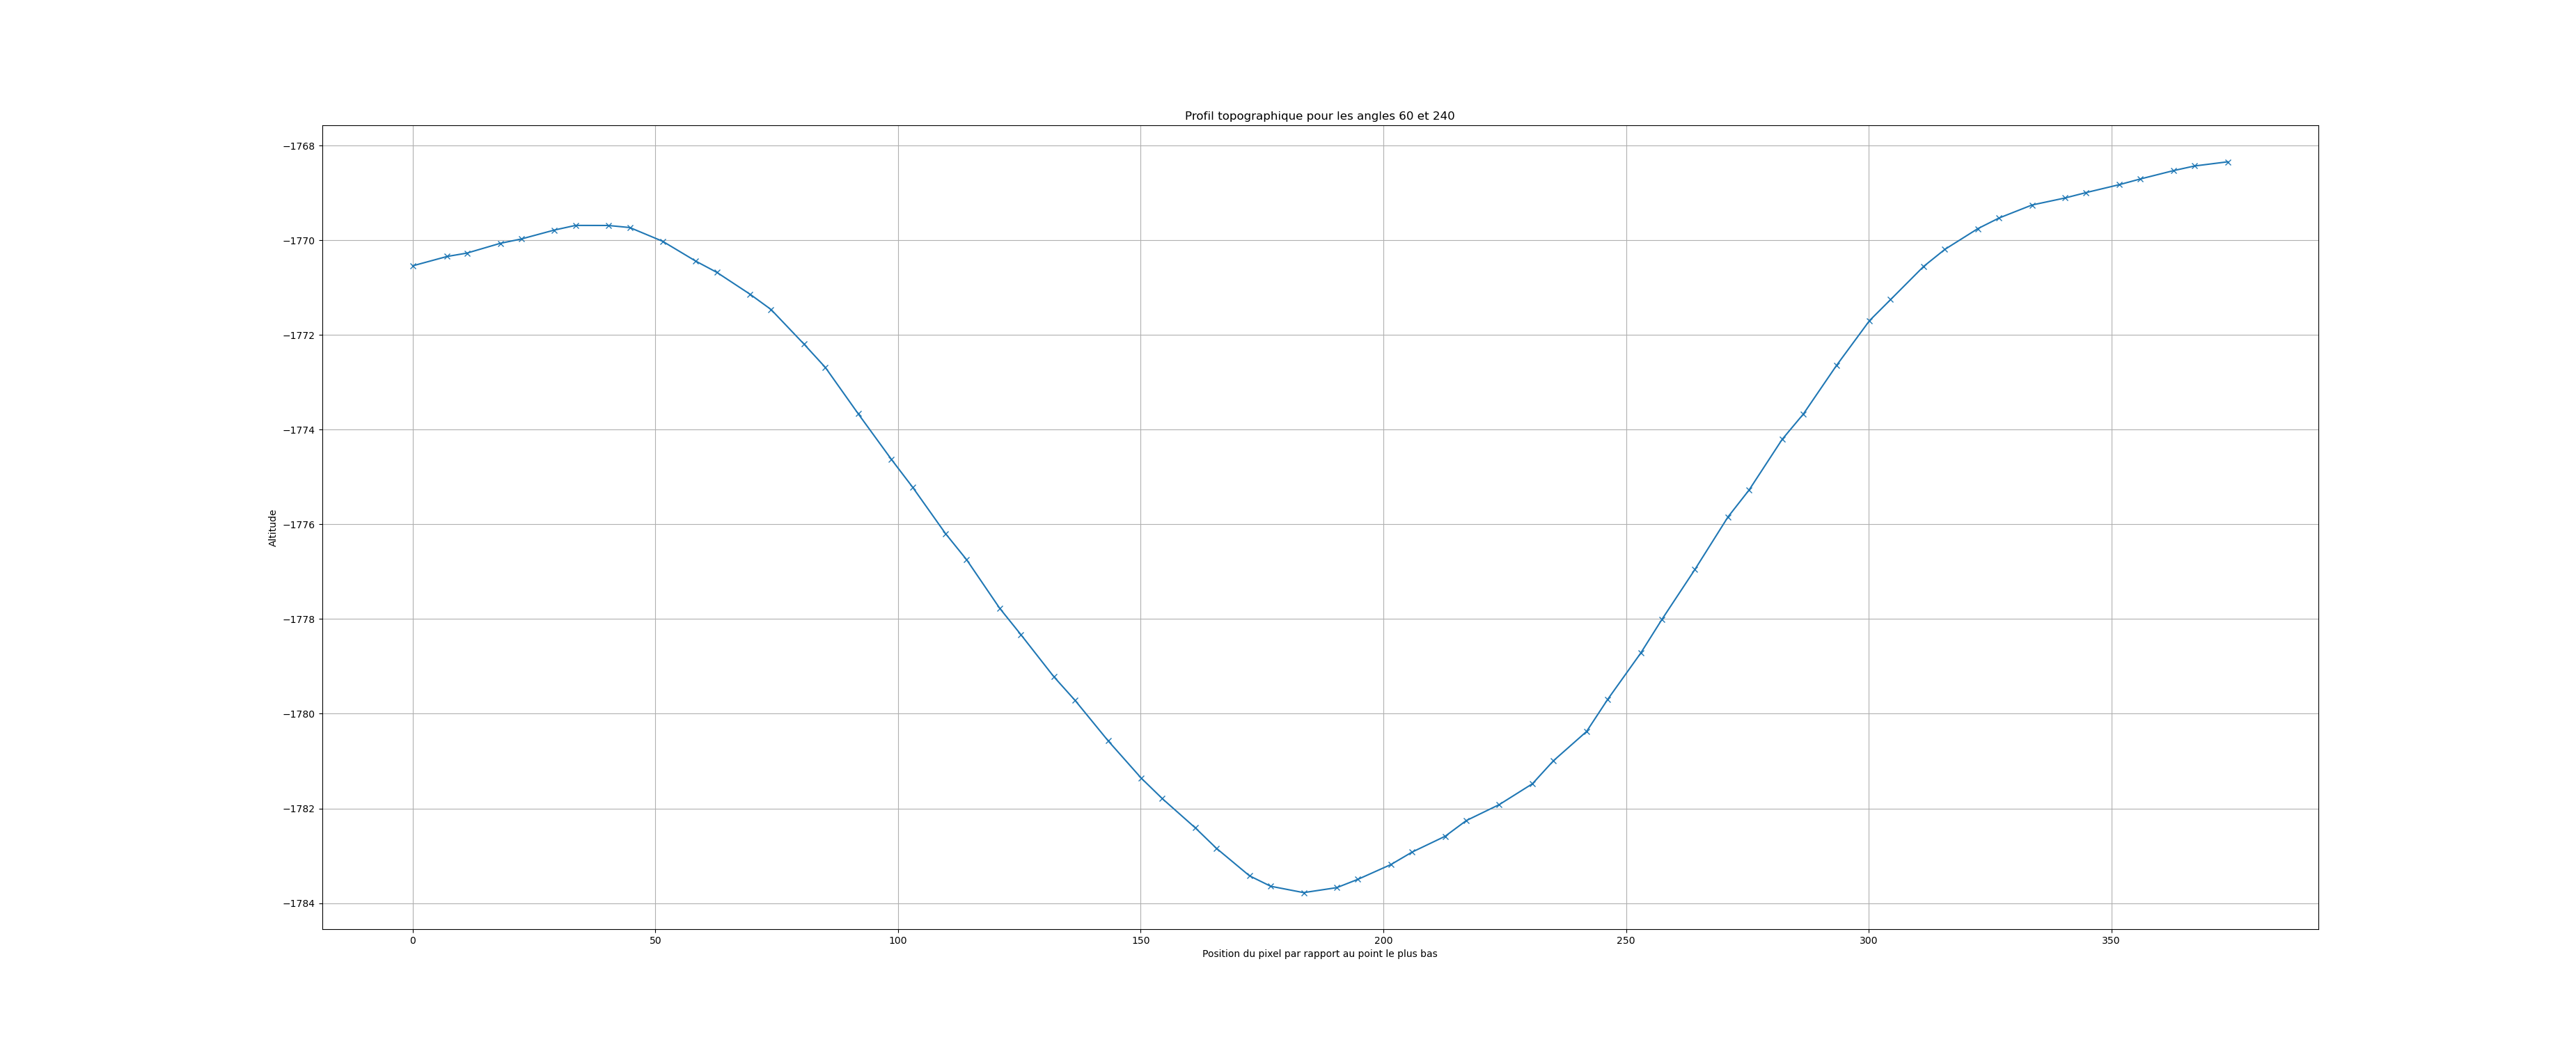 Profil topographique pour les angles 60 et 240
−1768
−1770
−1772
−1774
−1776
−1778
−1780
−1782
−1784
Altitude
0 50 100 150 200 250 300 350
Position du pixel par rapport au point le plus bas